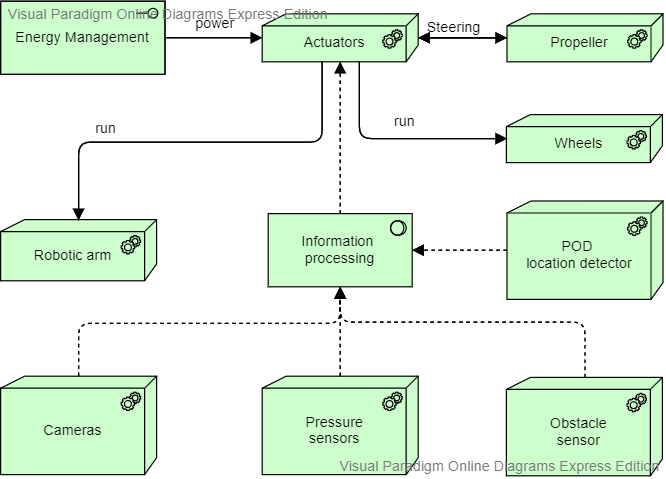 Visual Paradigm Online Diagrams Express Edition
Energy Management
power
Actuators
Steering
Propeller
run
run
Wheels
Robotic arm
Information
processing
POD
location detector
Cameras
Pressure
sensors
Obstacle
sensor
Visual Paradigm Online Diagrams Express Edition